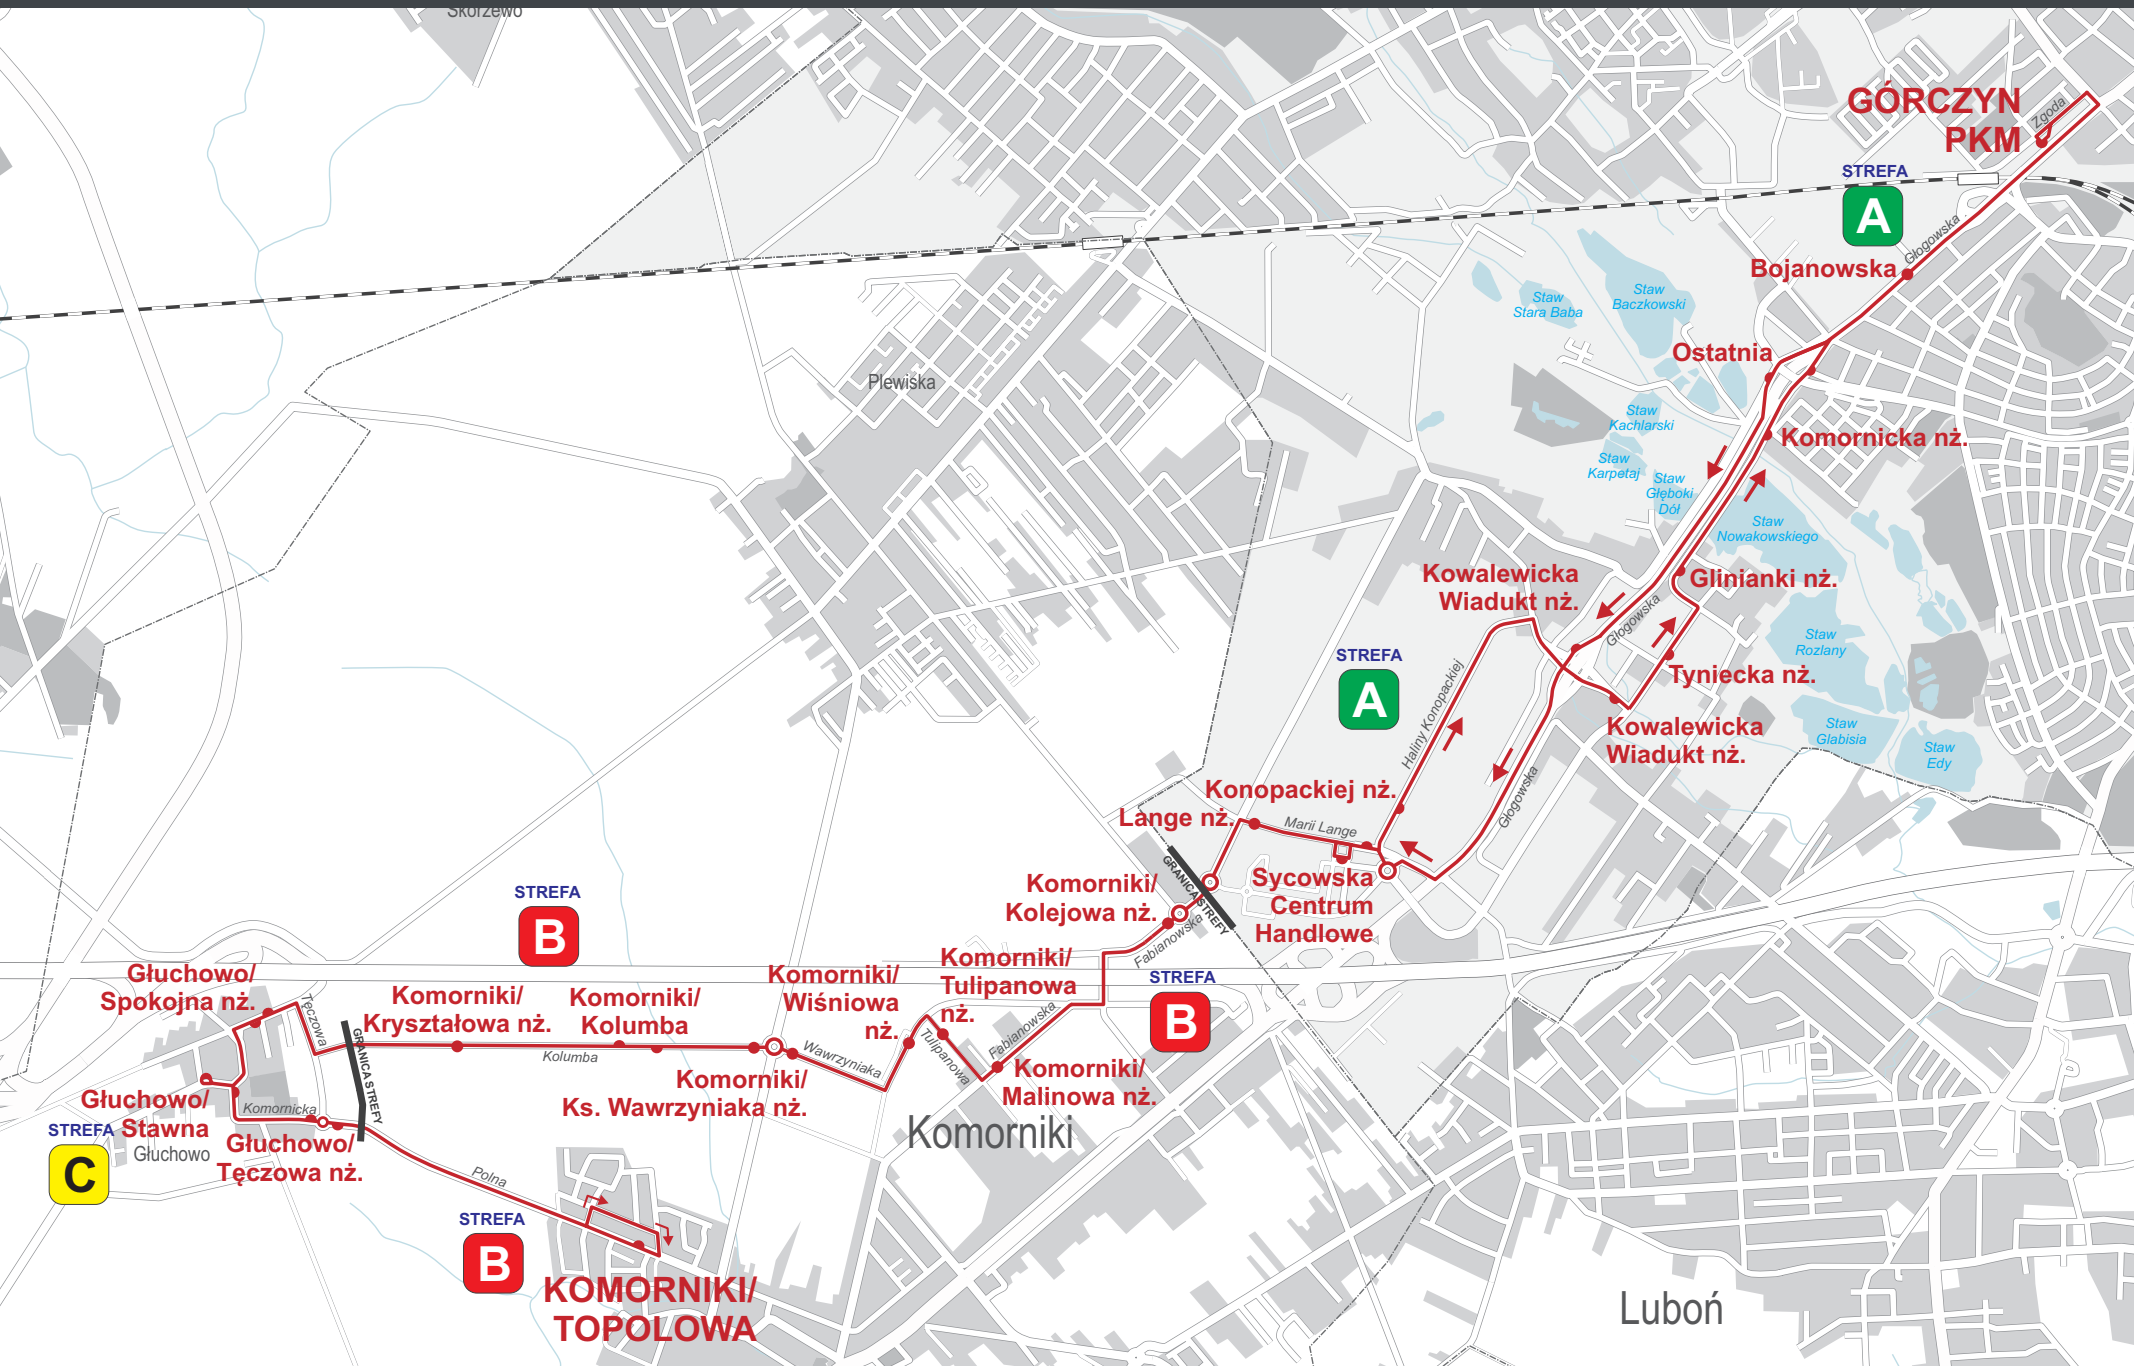 Skórzewo
GÓRCZYN
PKM
Zgoda
STREFA
A
Głogowska
Bojanowska
Staw
Stara Baba
Staw
Baczkowski
Ostatnia
Plewiska
Staw
Kachlarski
Komornicka nż.
Staw
Karpetaj
Staw
Głęboki
Dół
Staw
Nowakowskiego
Kowalewicka
Wiadukt nż.
Glinianki nż.
Głogowska
Staw
Rozlany
STREFA
A
Tyniecka nż.
Haliny Konopackiej
Kowalewicka
Wiadukt nż.
Staw
Glabisia
Staw
Edy
Głogowska
Konopackiej nż.
Lange nż.
Marii Lange
GRANICA STREFY
Sycowska
Centrum
Handlowe
Komorniki/
Kolejowa nż.
Fabianowska
STREFA
B
STREFA
B
Głuchowo/
Spokojna nż.
Tęczowa
Komorniki/
Kryształowa nż.
Komorniki/
Kolumba
Komorniki/
Wiśniowa
nż.
Komorniki/
Tulipanowa
nż.
Fabianowska
GRANICA STREFY
Kolumba
Wawrzyniaka
Tulipanowa
Komorniki/
Ks. Wawrzyniaka nż.
Komorniki/
Malinowa nż.
Głuchowo/
Stawna
Komornicka
Komorniki
STREFA
C
Głuchowo
Głuchowo/
Tęczowa nż.
Polna
STREFA
B
KOMORNIKI/
TOPOLOWA
Luboń